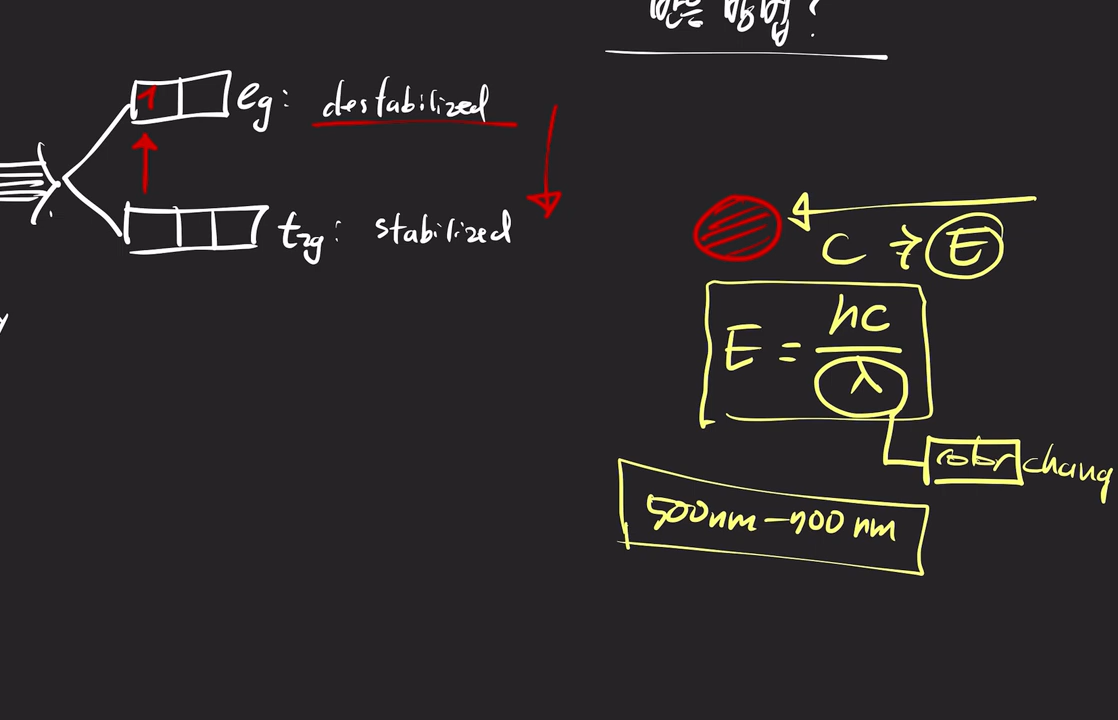 eg: destabilized
t2g: stabilized
C → E
E = hc/λ
color chang
500nm-700nm